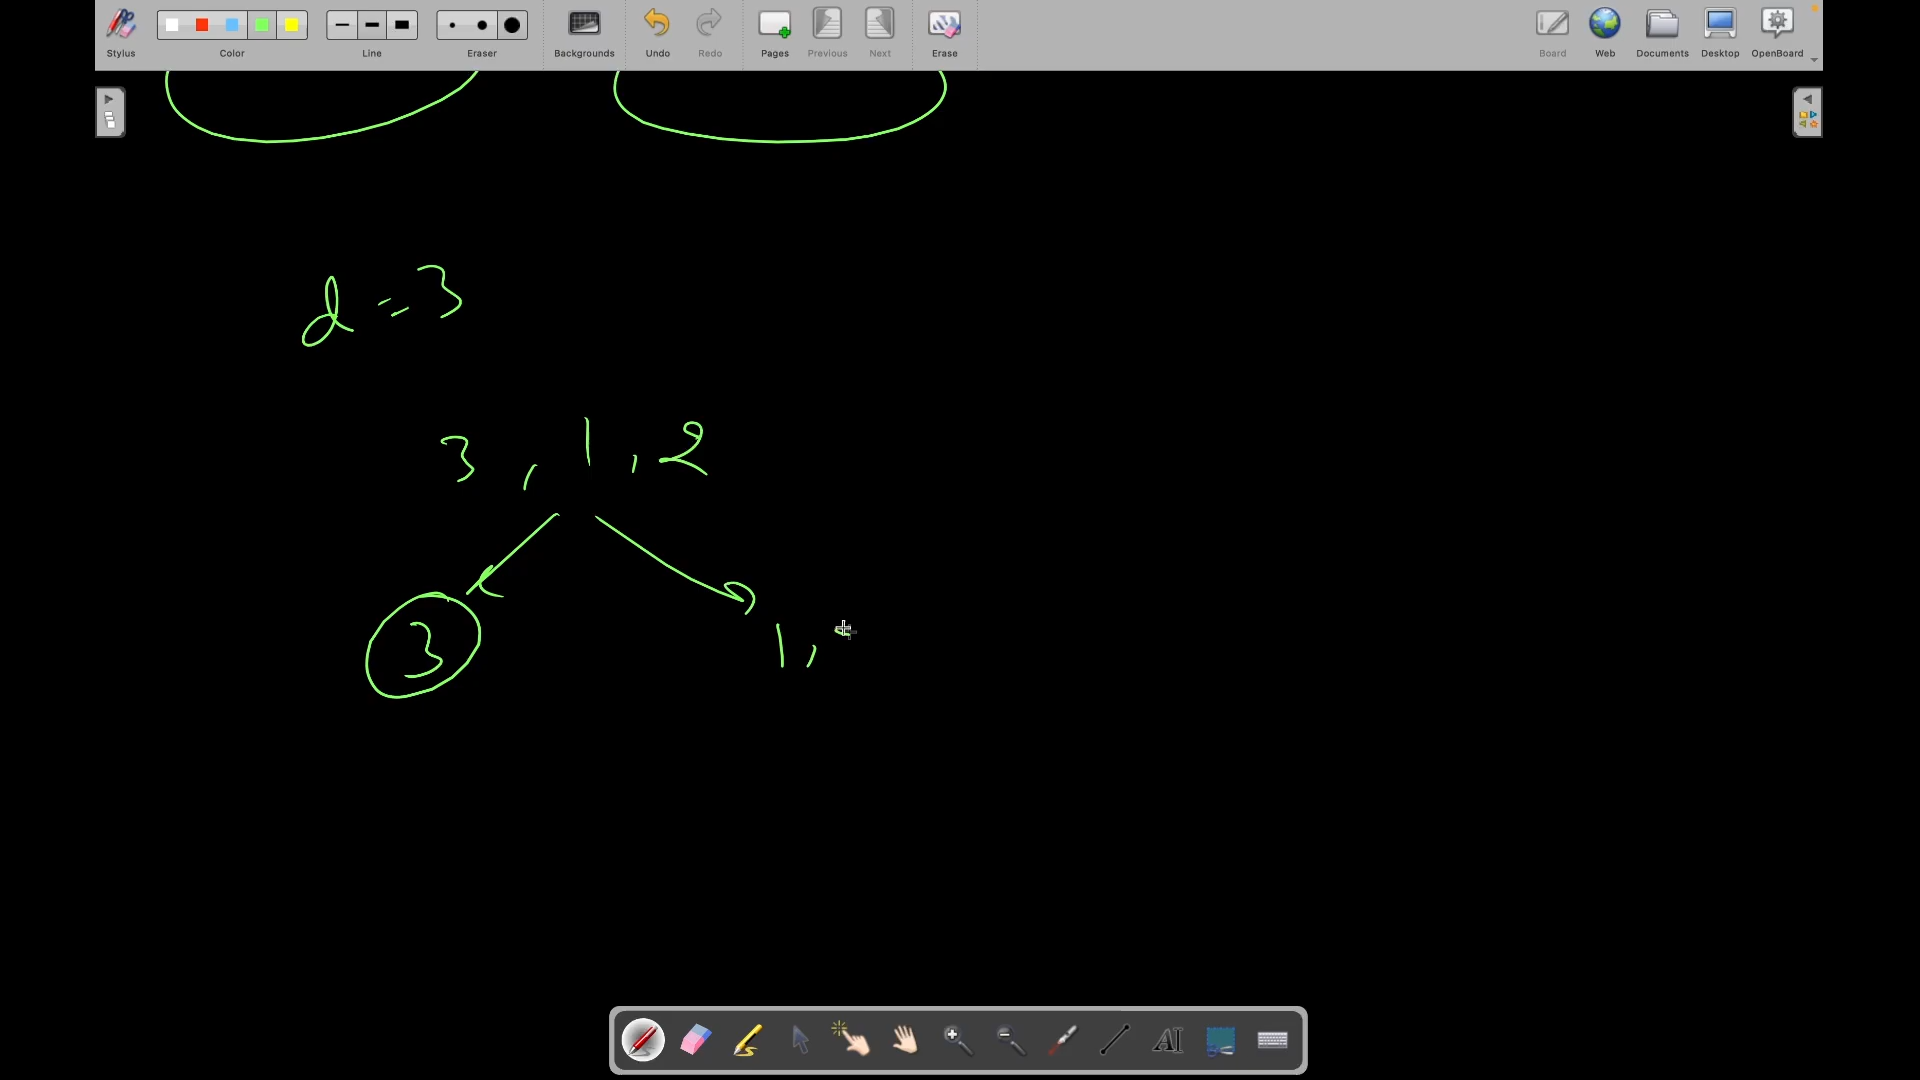 Stylus Color Line Eraser Backgrounds Undo Redo Pages Previous Next Erase Board Web Documents Desktop OpenBoard
d = 3
3 , 1 , 2
3 1 ,
AI